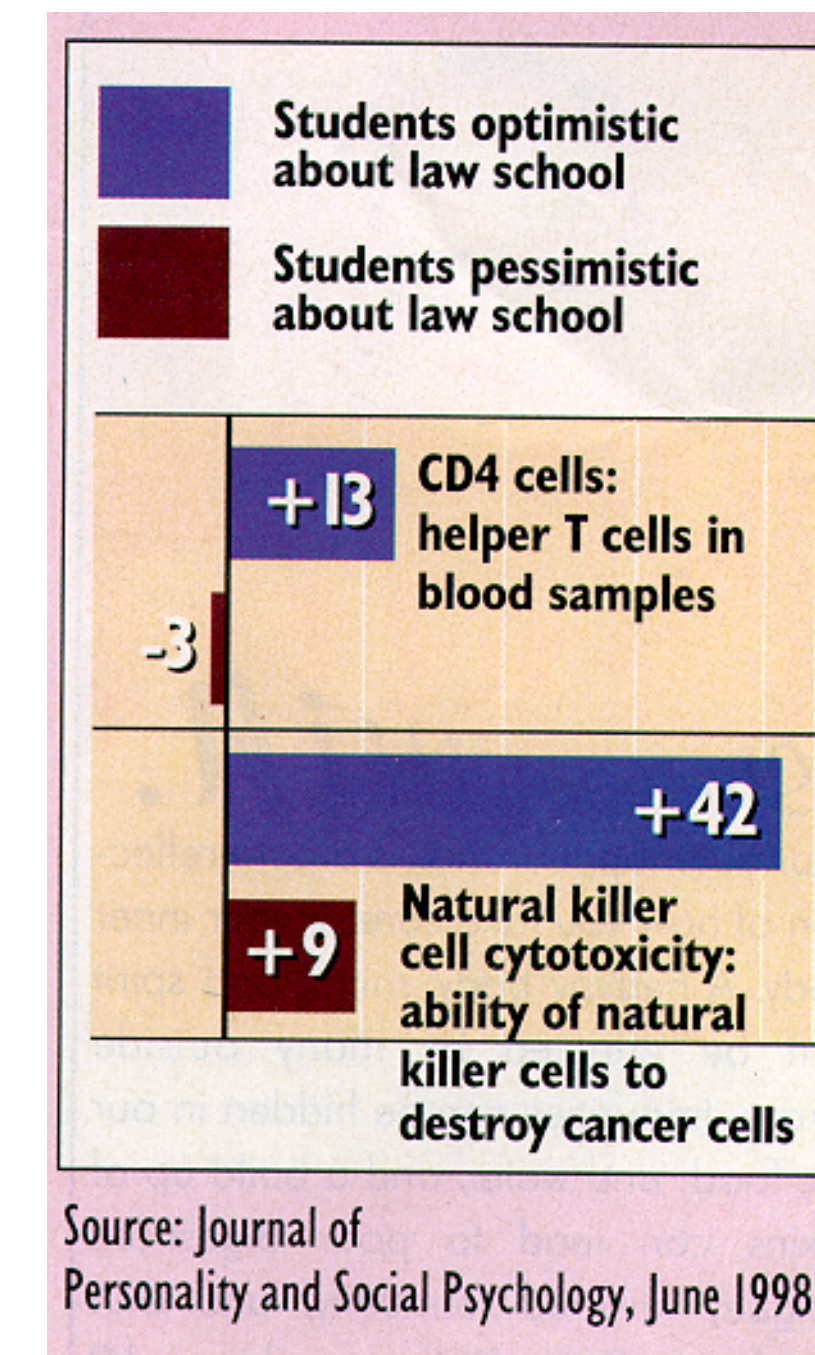 Students optimistic
about law school
Students pessimistic
about law school
+13
CD4 cells:
helper T cells in
blood samples
-3
+42
+9
Natural killer
cell cytotoxicity:
ability of natural
killer cells to
destroy cancer cells
Source: Journal of
Personality and Social Psychology, June 1998